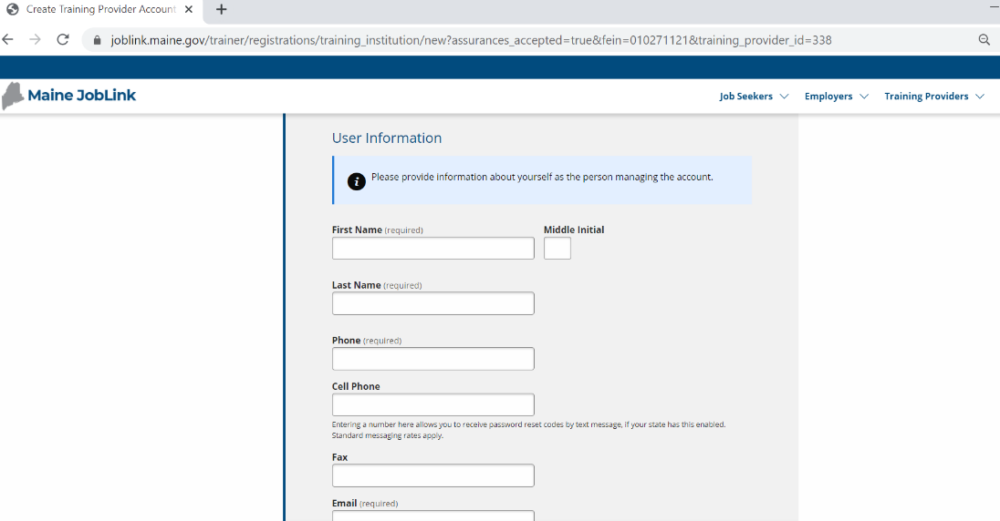 Create Training Provider Account
joblink.maine.gov/trainer/registrations/training_institution/new?assurances_accepted=true&fein=010271121&training_provider_id=338
Maine JobLink
Job Seekers
Employers
Training Providers
User Information
i
Please provide information about yourself as the person managing the account.
First Name (required)
Middle Initial
Last Name (required)
Phone (required)
Cell Phone
Entering a number here allows you to receive password reset codes by text message, if your state has this enabled.
Standard messaging rates apply.
Fax
Email (required)